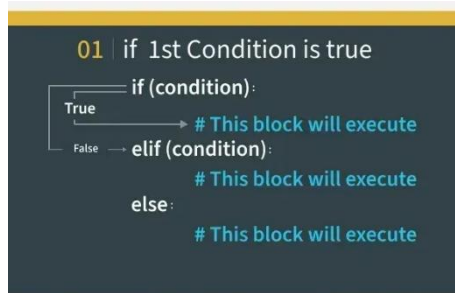 01 if 1st Condition is true
if (condition):
True
# This block will execute
False elif (condition):
# This block will execute
else:
# This block will execute